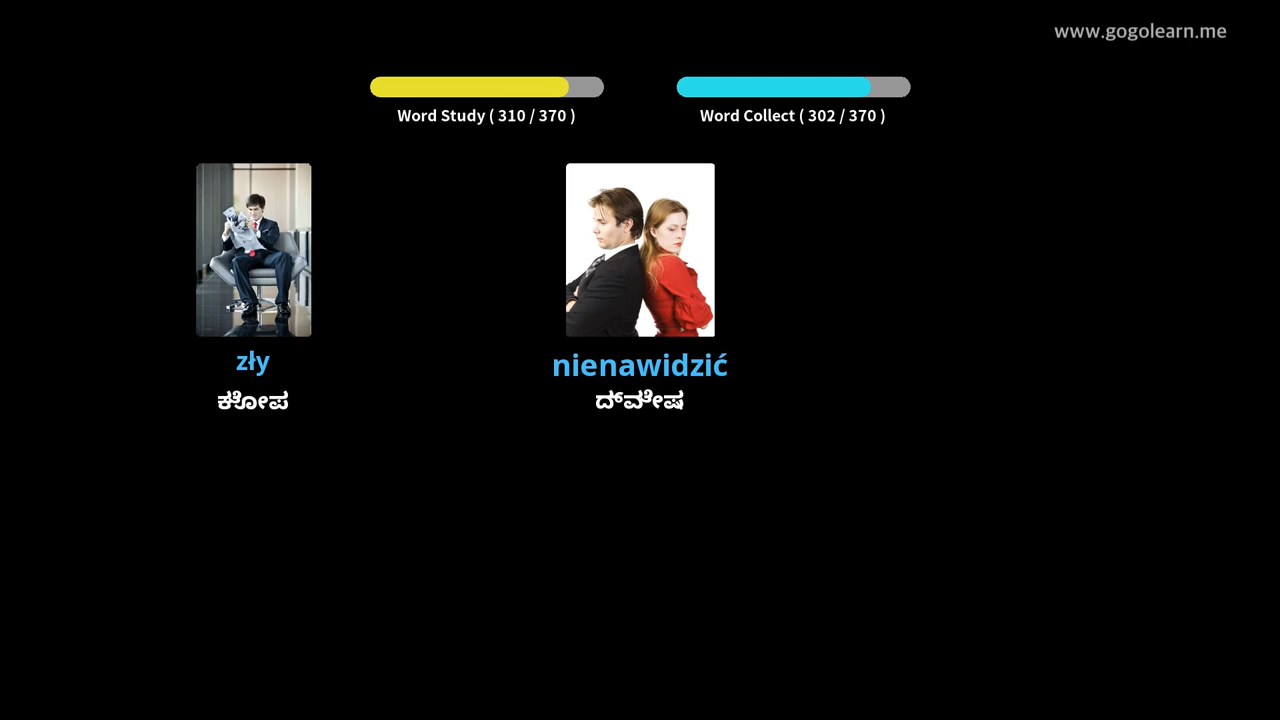 www.gogolearn.me
Word Study ( 310 / 370 )
Word Collect ( 302 / 370 )
zły
nienawidzić
ಕೋಪ
ದ್ವೇಷ